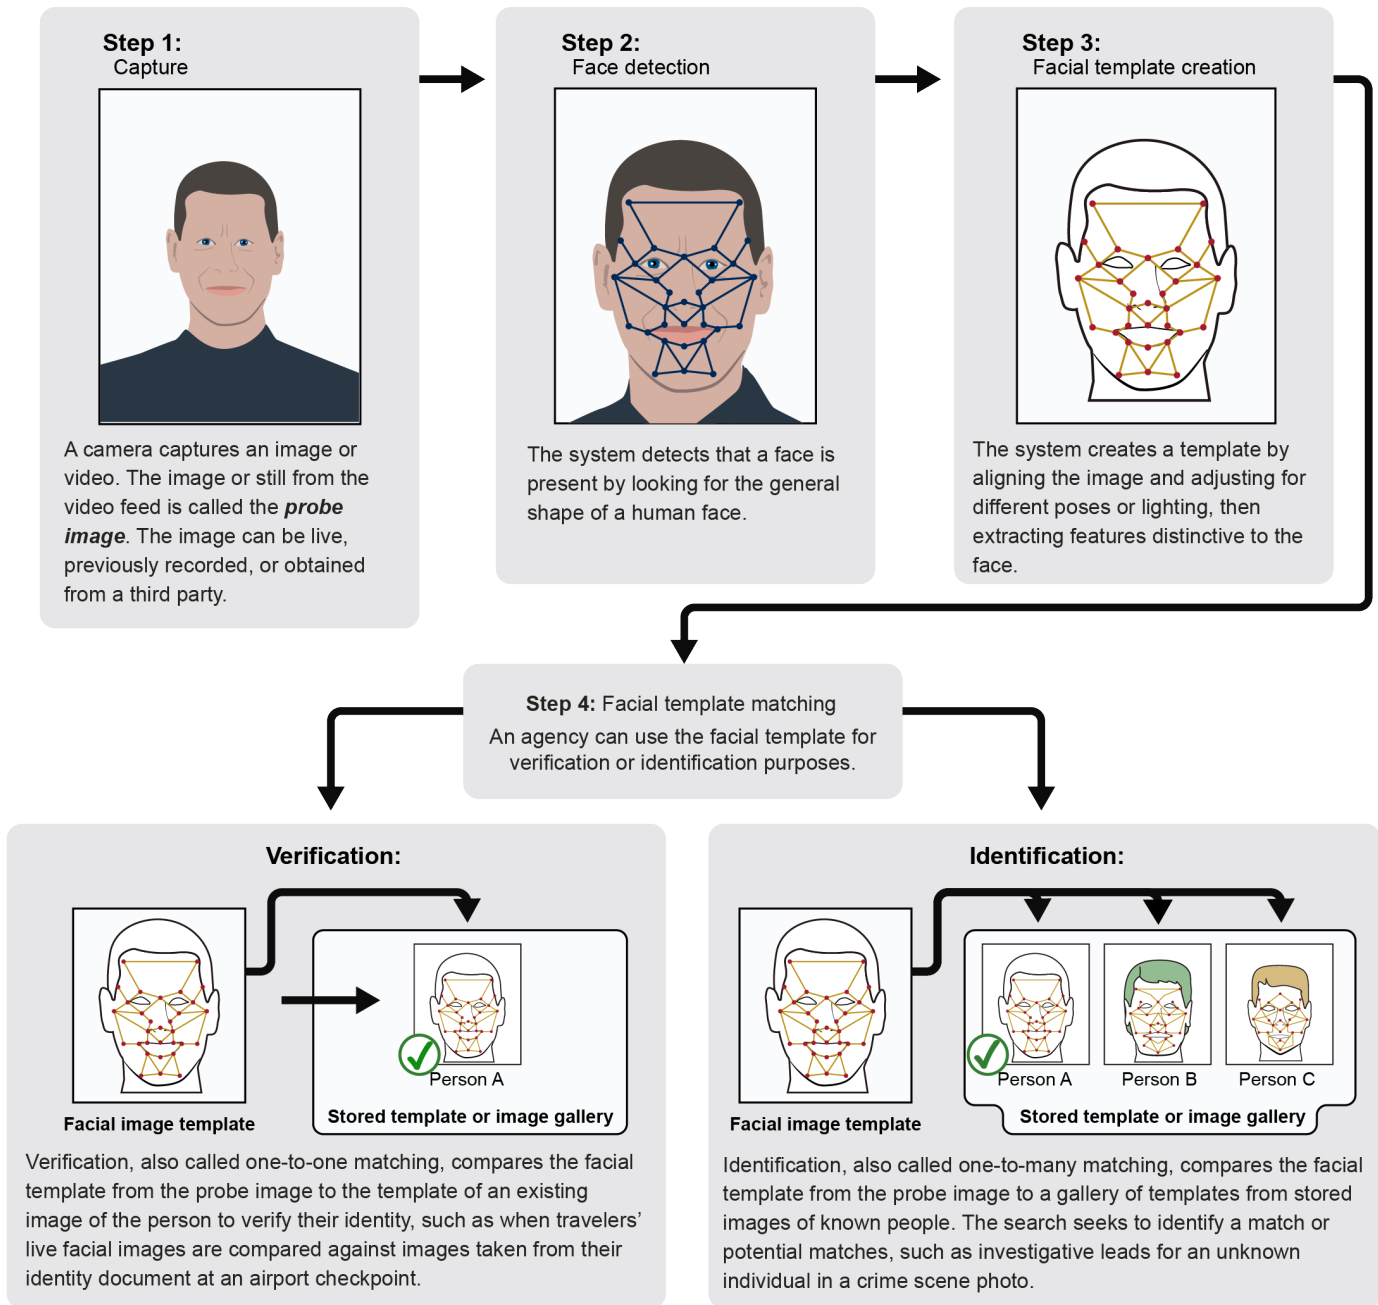 Step 1:
Capture
A camera captures an image or
video. The image or still from the
video feed is called the probe
image. The image can be live,
previously recorded, or obtained
from a third party.
Step 2:
Face detection
The system detects that a face is
present by looking for the general
shape of a human face.
Step 3:
Facial template creation
The system creates a template by
aligning the image and adjusting for
different poses or lighting, then
extracting features distinctive to the
face.
Step 4: Facial template matching
An agency can use the facial template for
verification or identification purposes.
Verification:
Facial image template
Person A
Stored template or image gallery
Verification, also called one-to-one matching, compares the facial
template from the probe image to the template of an existing
image of the person to verify their identity, such as when travelers’
live facial images are compared against images taken from their
identity document at an airport checkpoint.
Identification:
Facial image template
Person A
Person B
Person C
Stored template or image gallery
Identification, also called one-to-many matching, compares the facial
template from the probe image to a gallery of templates from stored
images of known people. The search seeks to identify a match or
potential matches, such as investigative leads for an unknown
individual in a crime scene photo.